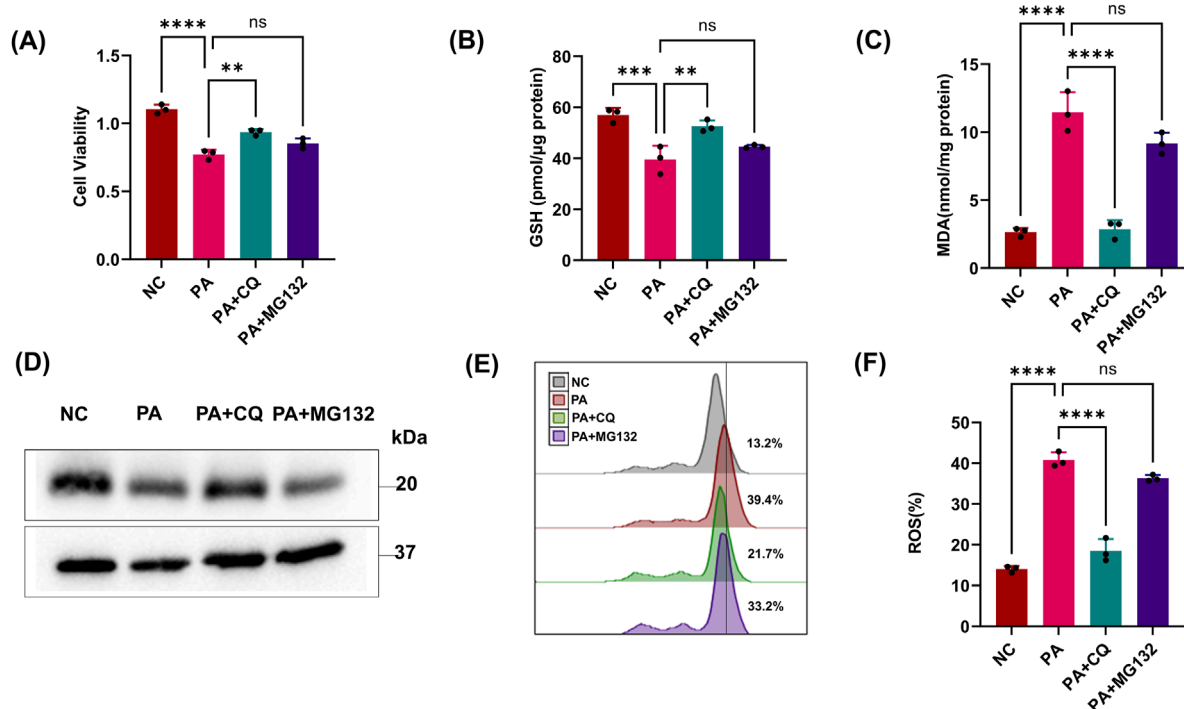 (A)
**** ns
**
Cell Viability
1.5
1.0
0.5
0.0
NC PA PA+CQ PA+MG132
(B)
ns
*** **
GSH (pmol/μg protein)
80
60
40
20
0
NC PA PA+CQ PA+MG132
(C)
**** ns
****
MDA(nmol/mg protein)
15
10
5
0
NC PA PA+CQ PA+MG132
(D)
NC PA PA+CQ PA+MG132
kDa
20
37
(E)
NC
PA
PA+CQ
PA+MG132
13.2%
39.4%
21.7%
33.2%
(F)
**** ns
****
ROS(%)
50
40
30
20
10
0
NC PA PA+CQ PA+MG132